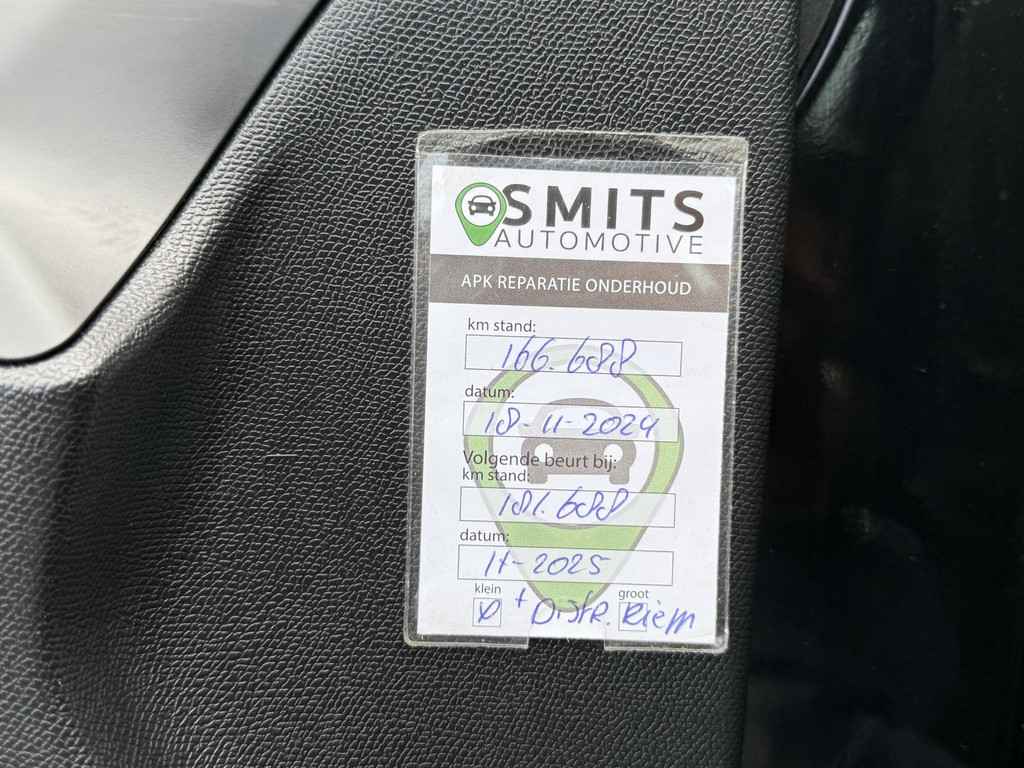 SMITS
AUTOMOTIVE
APK REPARATIE ONDERHOUD
km stand:
166.688
datum:
18-11-2024
Volgende beurt bij:
km stand:
181.688
datum:
11-2025
klein groot
X + Distr. Riem